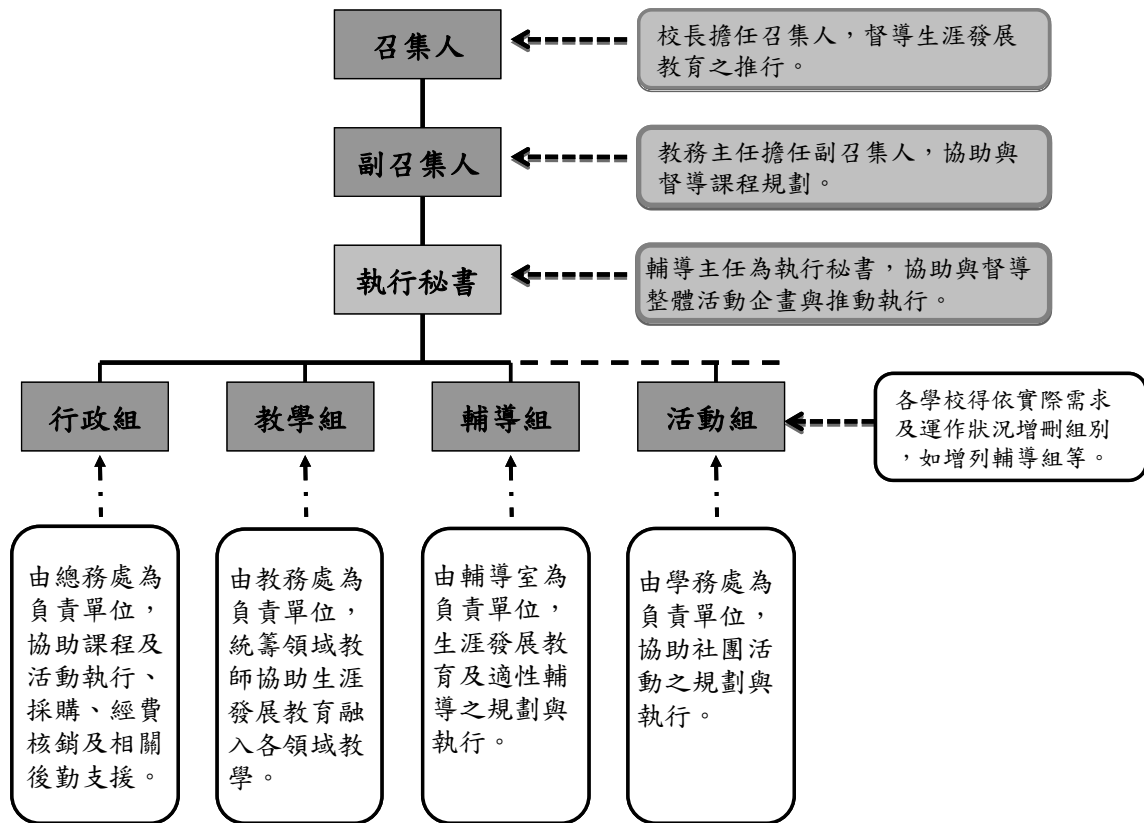 召集人
校長擔任召集人，督導生涯發展
教育之推行。
副召集人
教務主任擔任副召集人，協助與
督導課程規劃。
執行秘書
輔導主任為執行秘書，協助與督導
整體活動企畫與推動執行。
行政組
教學組
輔導組
活動組
各學校得依實際需求
及運作狀況增刪組別
，如增列輔導組等。
由總務處為
負責單位，
協助課程及
活動執行、
採購、經費
核銷及相關
後勤支援。
由教務處為
負責單位，
統籌領域教
師協助生涯
發展教育融
入各領域教
學。
由輔導室為
負責單位，
生涯發展教
育及適性輔
導之規劃與
執行。
由學務處為
負責單位，
協助社團活
動之規劃與
執行。